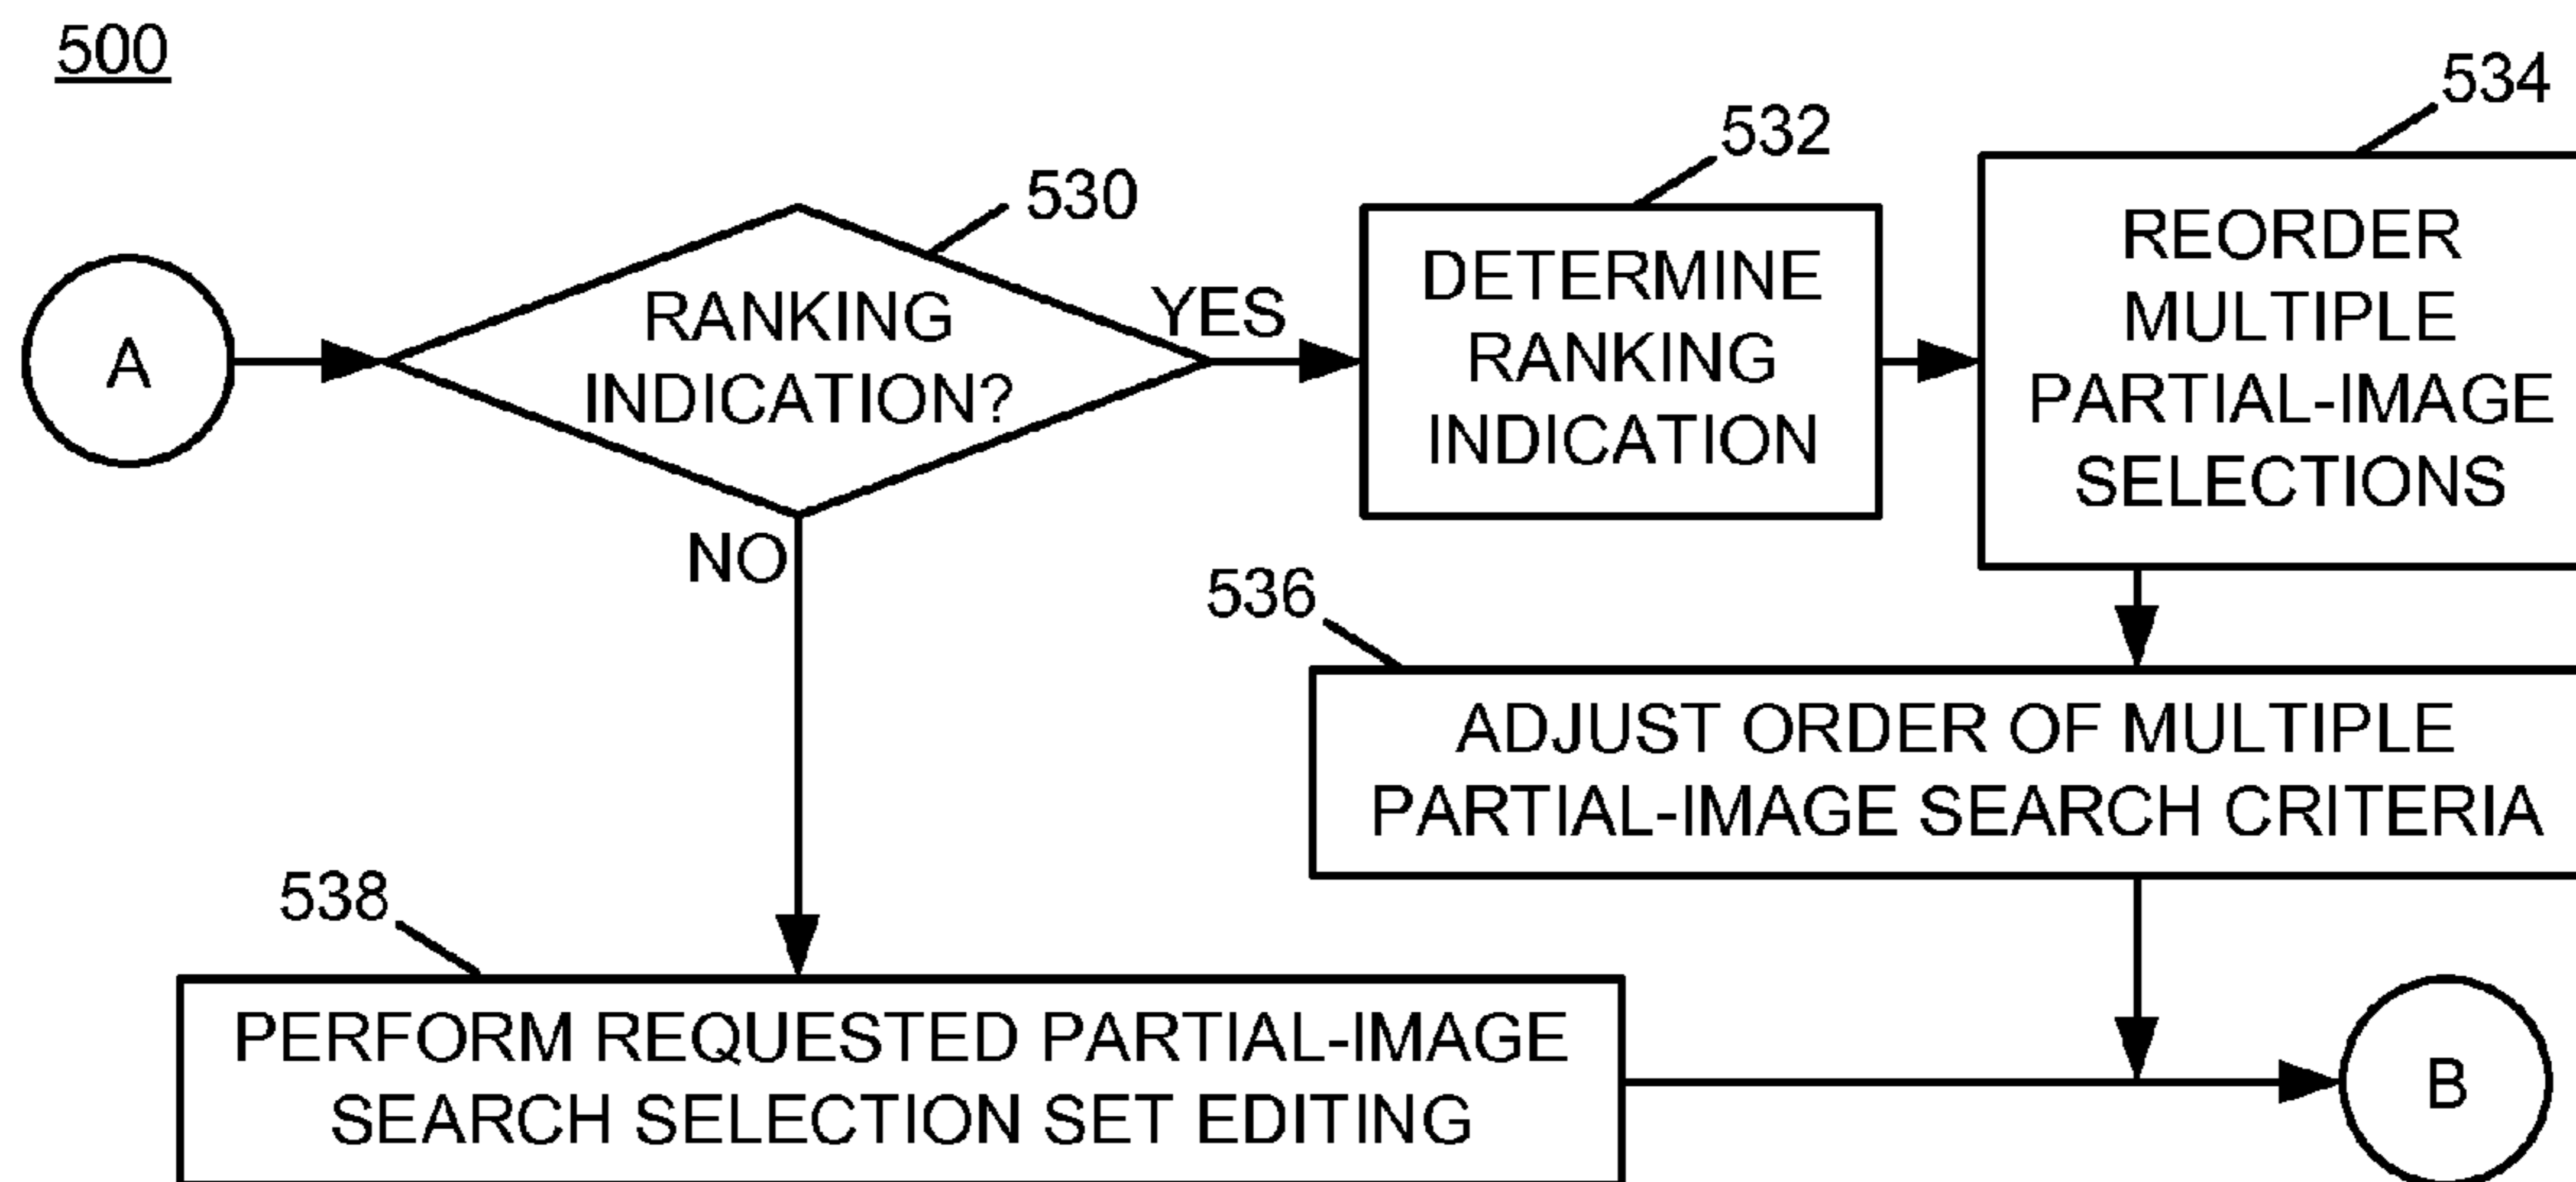 500
A
530
RANKING
INDICATION?
YES
NO
532
DETERMINE
RANKING
INDICATION
534
REORDER
MULTIPLE
PARTIAL-IMAGE
SELECTIONS
536
ADJUST ORDER OF MULTIPLE
PARTIAL-IMAGE SEARCH CRITERIA
538
PERFORM REQUESTED PARTIAL-IMAGE
SEARCH SELECTION SET EDITING
B